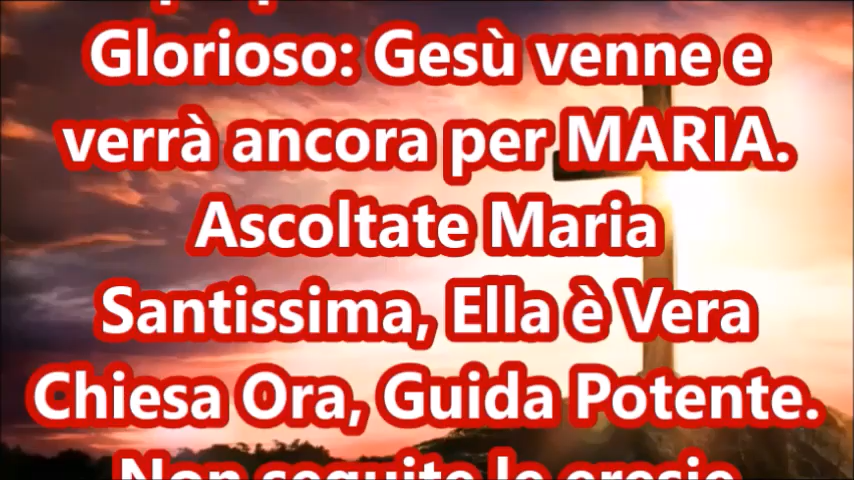 Glorioso: Gesù venne e
verrà ancora per MARIA.
Ascoltate Maria
Santissima, Ella è Vera
Chiesa Ora, Guida Potente.
Non seguite le eresie